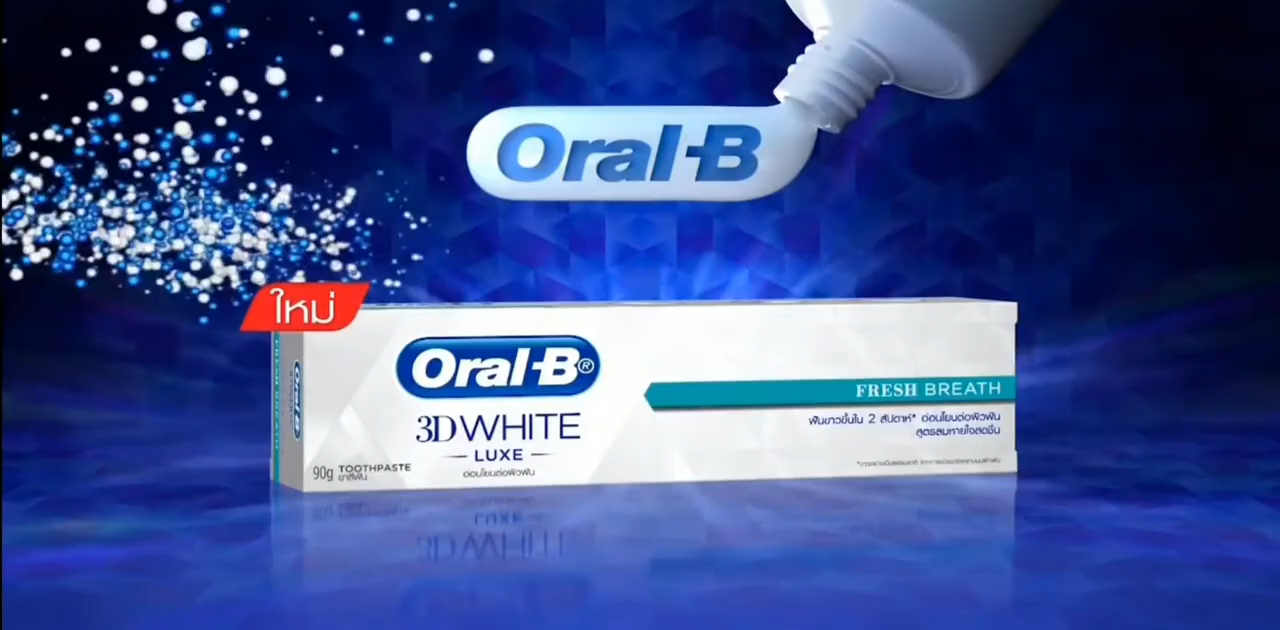 Oral-B
ใหม่
Oral-B®
3D WHITE
LUXE
อ่อนโยนต่อผิวฟัน
90g TOOTHPASTE
ยาสีฟัน
FRESH BREATH
ฟันขาวขึ้นใน 2 สัปดาห์* อ่อนโยนต่อผิวฟัน
สูตรลมหายใจสดชื่น
Oral-B
FRESH BREATH